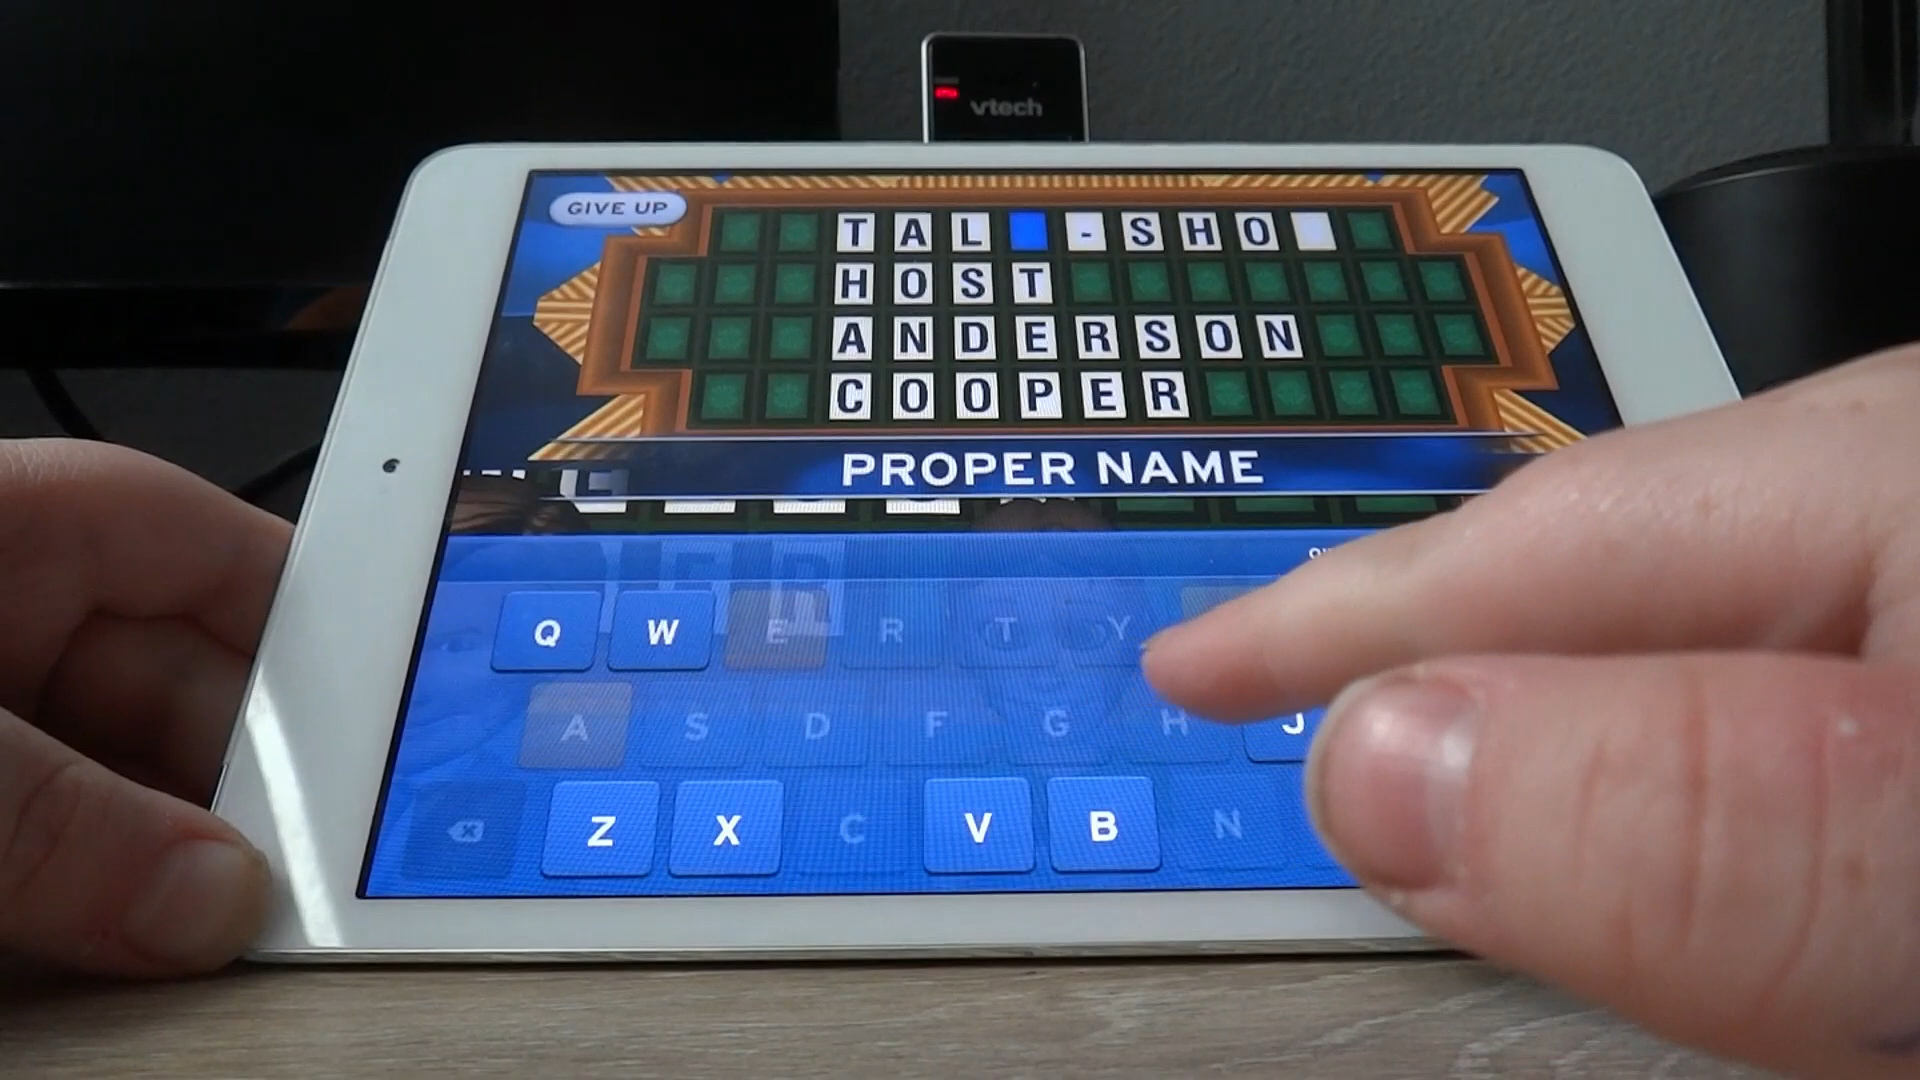 vtech
GIVE UP
TAL -SHO
HOST
ANDERSON
COOPER
PROPER NAME
Q W E R T Y
A S D F G H J
Z X C V B N